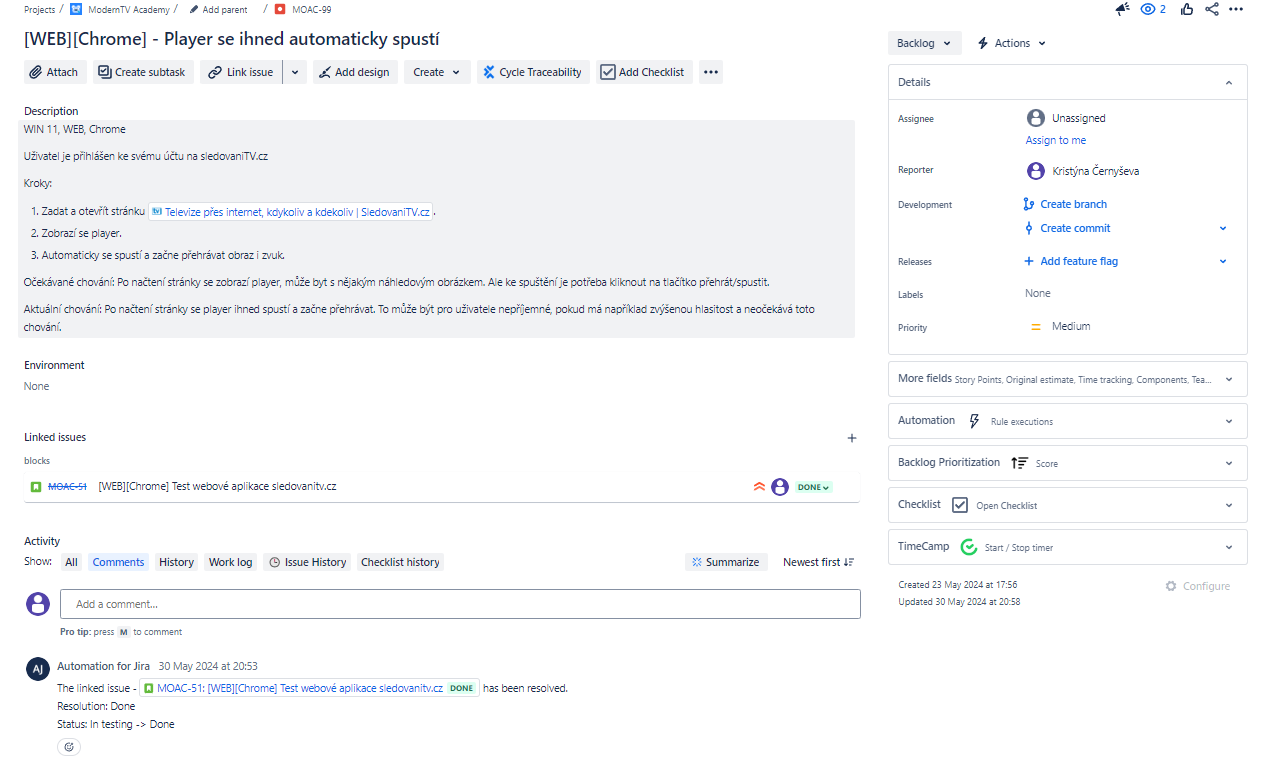 Projects / ModernTV Academy / Add parent / MOAC-99
2
[WEB][Chrome] - Player se ihned automaticky spustí
Attach Create subtask Link issue Add design Create Cycle Traceability Add Checklist
Description
WIN 11, WEB, Chrome
Uživatel je přihlášen ke svému účtu na sledovaniTV.cz
Kroky:
1. Zadat a otevřít stránku Televize přes internet, kdykoliv a kdekoliv | SledovaniTV.cz .
2. Zobrazí se player.
3. Automaticky se spustí a začne přehrávat obraz i zvuk.
Očekávané chování: Po načtení stránky se zobrazí player, může byt s nějakým náhledovým obrázkem. Ale ke spuštění je potřeba kliknout na tlačítko přehrát/spustit.
Aktuální chování: Po načtení stránky se player ihned spustí a začne přehrávat. To může být pro uživatele nepříjemné, pokud má například zvýšenou hlasitost a neočekává toto
chování.
Environment
None
Linked issues
blocks
MOAC-51 [WEB][Chrome] Test webové aplikace sledovanitv.cz DONE
Activity
Show: All Comments History Work log Issue History Checklist history Summarize Newest first
Add a comment...
Pro tip: press M to comment
AJ Automation for Jira 30 May 2024 at 20:53
The linked issue - MOAC-51: [WEB][Chrome] Test webové aplikace sledovanitv.cz DONE has been resolved.
Resolution: Done
Status: In testing -> Done
Backlog Actions
Details
Assignee Unassigned
Assign to me
Reporter Kristýna Černyševa
Development Create branch
Create commit
Releases Add feature flag
Labels None
Priority Medium
More fields Story Points, Original estimate, Time tracking, Components, Tea...
Automation Rule executions
Backlog Prioritization Score
Checklist Open Checklist
TimeCamp Start / Stop timer
Created 23 May 2024 at 17:56 Configure
Updated 30 May 2024 at 20:58